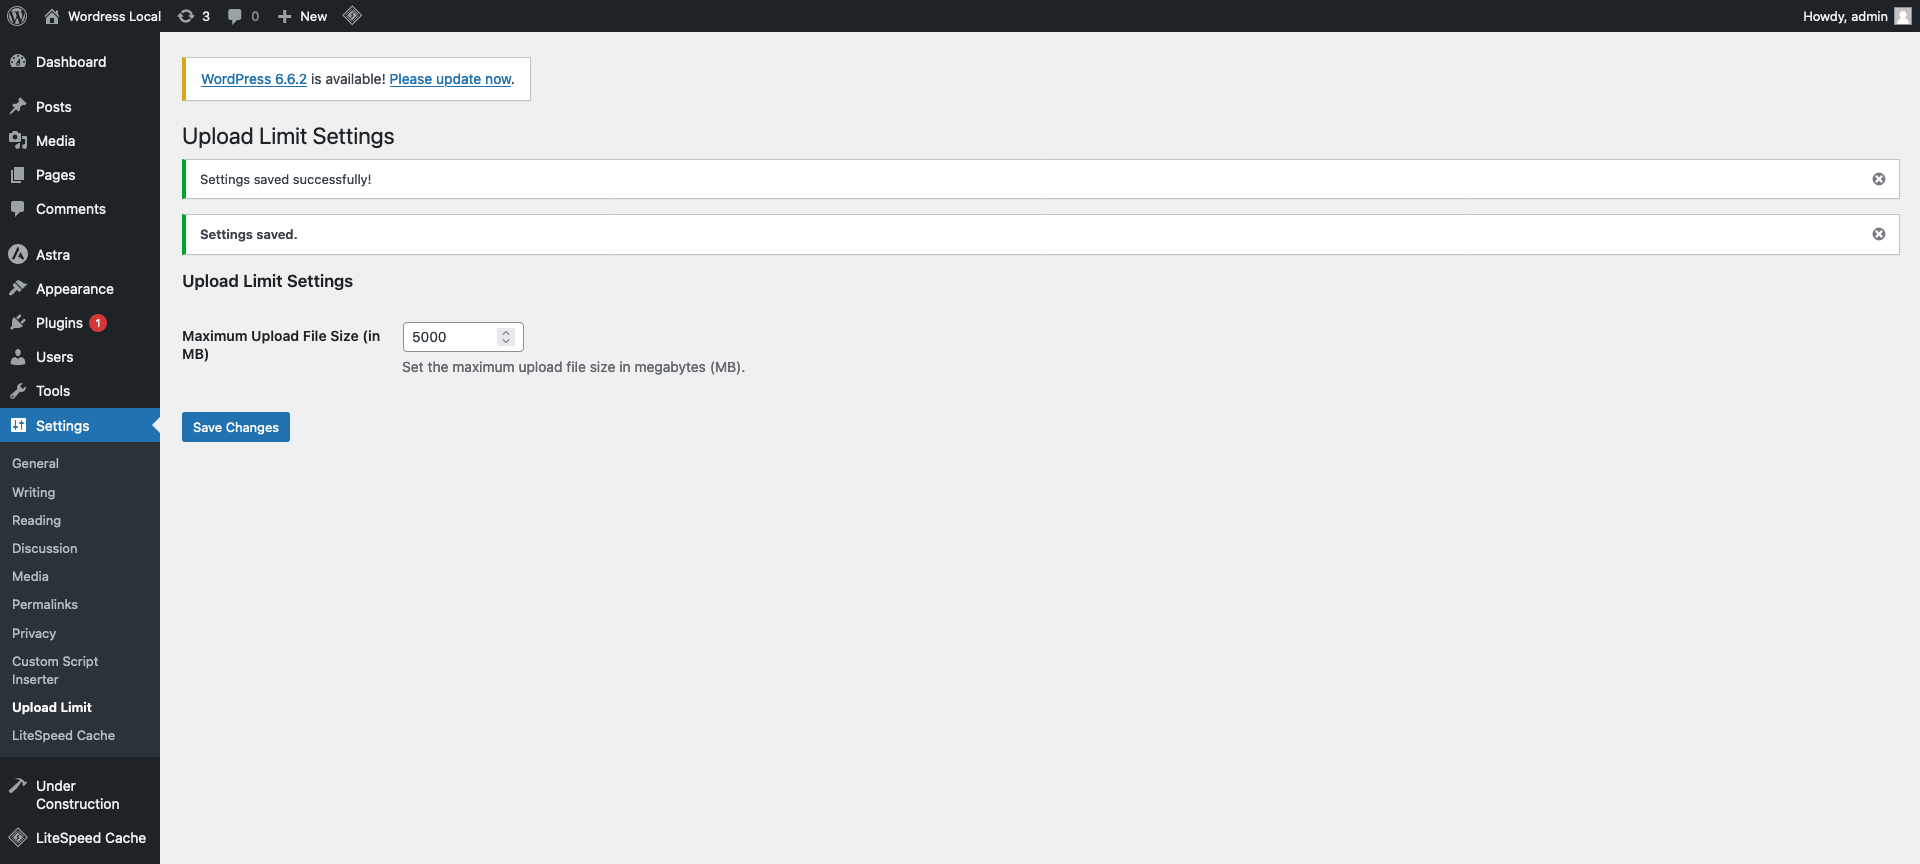 Wordress Local
3
0
New
Howdy, admin
Dashboard
Posts
Media
Pages
Comments
Astra
Appearance
Plugins 1
Users
Tools
Settings
General
Writing
Reading
Discussion
Media
Permalinks
Privacy
Custom Script
Inserter
Upload Limit
LiteSpeed Cache
Under
Construction
LiteSpeed Cache
WordPress 6.6.2 is available! Please update now.
Upload Limit Settings
Settings saved successfully!
Settings saved.
Upload Limit Settings
Maximum Upload File Size (in
MB)
5000
Set the maximum upload file size in megabytes (MB).
Save Changes